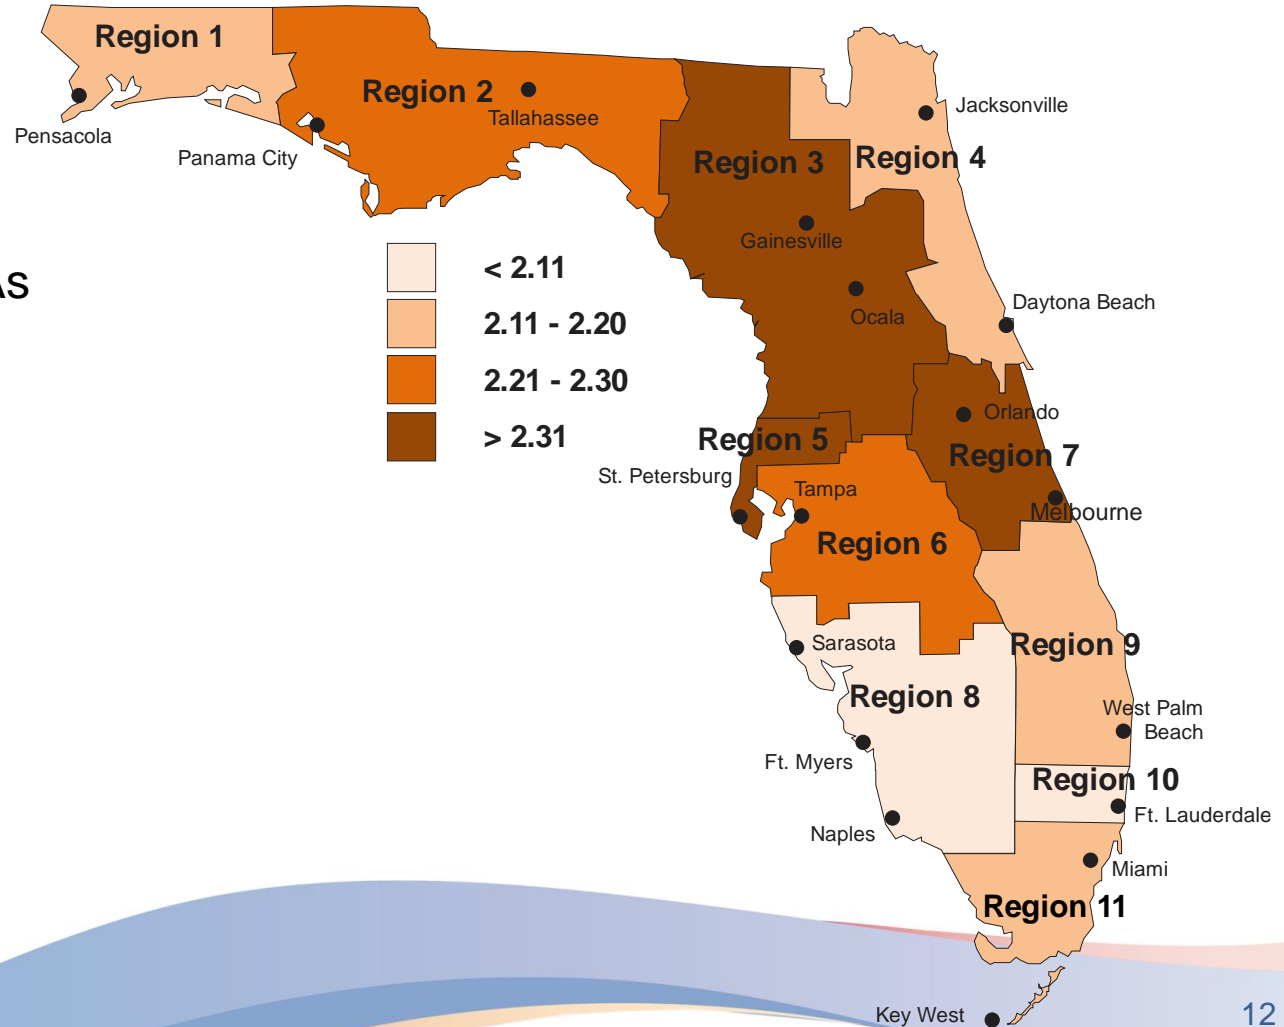 Region 1
Region 2
Tallahassee
Jacksonville
Pensacola
Panama City
Region 3
Region 4
Gainesville
< 2.11
AS
Daytona Beach
Ocala
2.11 - 2.20
2.21 - 2.30
Orlando
> 2.31
Region 5
Region 7
St. Petersburg
Tampa
Melbourne
Region 6
Sarasota
Region 9
Region 8
West Palm
Beach
Ft. Myers
Region 10
Ft. Lauderdale
Naples
Miami
Region 11
Key West
12